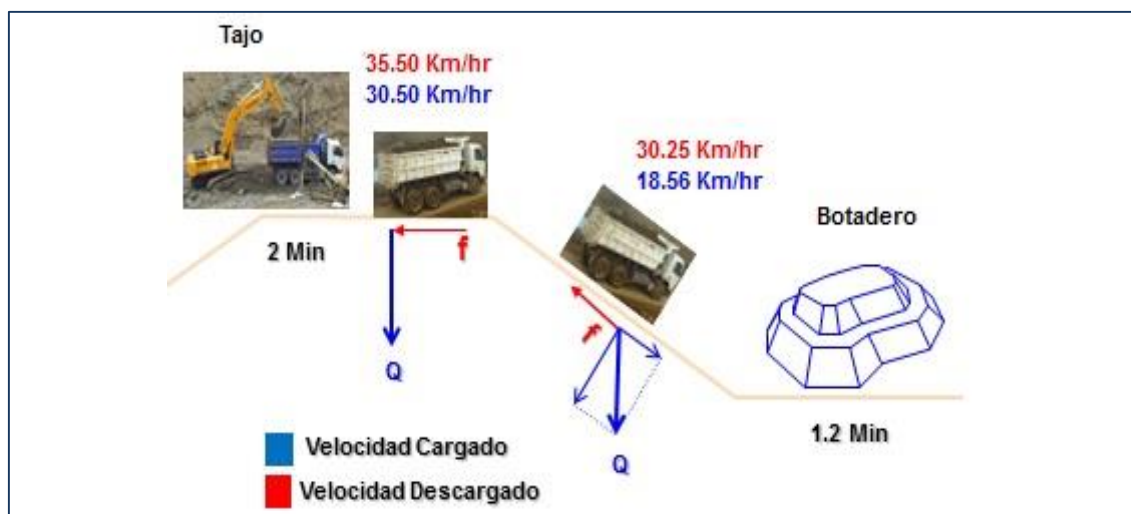 Tajo
35.50 Km/hr
30.50 Km/hr
30.25 Km/hr
18.56 Km/hr
Botadero
2 Min
f
Q
f
Q
1.2 Min
Velocidad Cargado
Velocidad Descargado